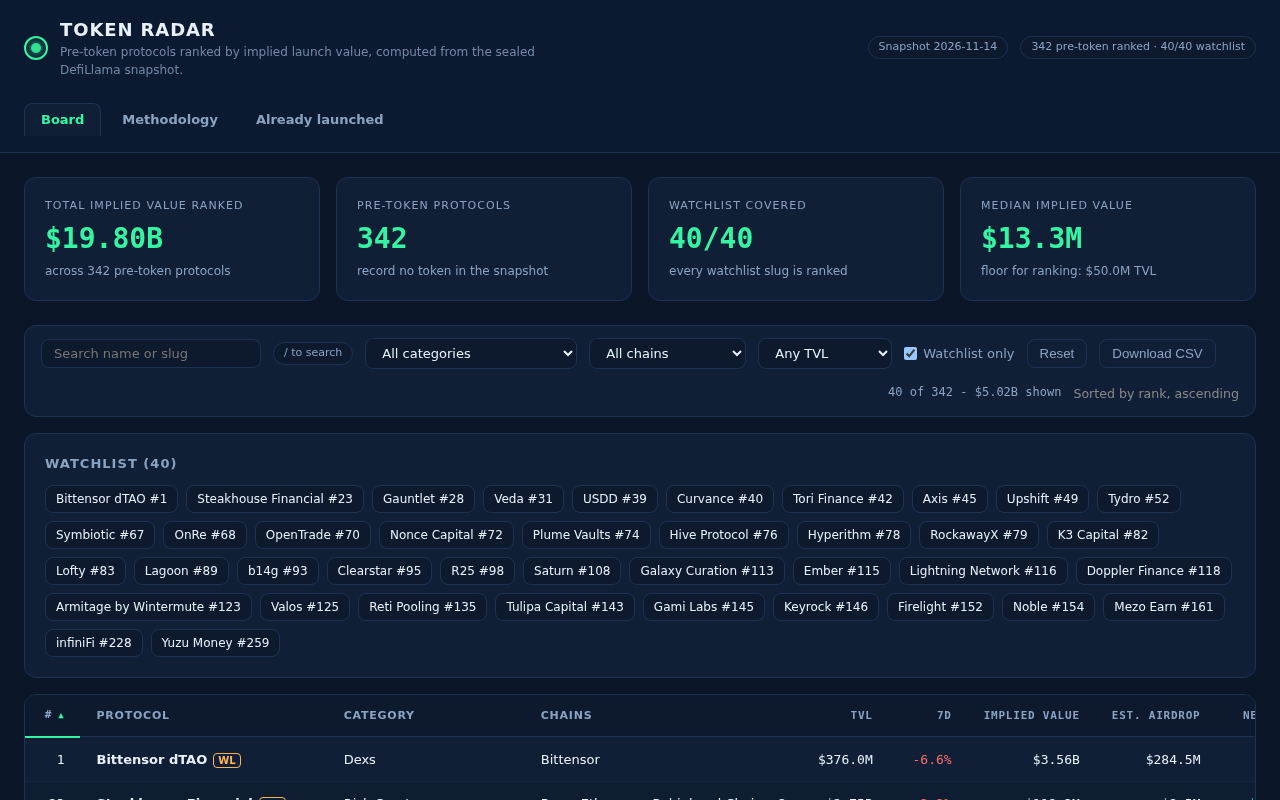 TOKEN RADAR
Pre-token protocols ranked by implied launch value, computed from the sealed
DefiLlama snapshot.
Snapshot 2026-11-14
342 pre-token ranked · 40/40 watchlist
Board
Methodology
Already launched
TOTAL IMPLIED VALUE RANKED
$19.80B
across 342 pre-token protocols
PRE-TOKEN PROTOCOLS
342
record no token in the snapshot
WATCHLIST COVERED
40/40
every watchlist slug is ranked
MEDIAN IMPLIED VALUE
$13.3M
floor for ranking: $50.0M TVL
Search name or slug
/ to search
All categories
All chains
Any TVL
Watchlist only
Reset
Download CSV
40 of 342 - $5.02B shown
Sorted by rank, ascending
WATCHLIST (40)
Bittensor dTAO #1 Steakhouse Financial #23 Gauntlet #28 Veda #31 USDD #39 Curvance #40 Tori Finance #42 Axis #45 Upshift #49 Tydro #52
Symbiotic #67 OnRe #68 OpenTrade #70 Nonce Capital #72 Plume Vaults #74 Hive Protocol #76 Hyperithm #78 RockawayX #79 K3 Capital #82
Lofty #83 Lagoon #89 b14g #93 Clearstar #95 R25 #98 Saturn #108 Galaxy Curation #113 Ember #115 Lightning Network #116 Doppler Finance #118
Armitage by Wintermute #123 Valos #125 Reti Pooling #135 Tulipa Capital #143 Gami Labs #145 Keyrock #146 Firelight #152 Noble #154 Mezo Earn #161
infiniFi #228 Yuzu Money #259
# ▲ PROTOCOL CATEGORY CHAINS TVL 7D IMPLIED VALUE EST. AIRDROP
1 Bittensor dTAO WL Dexs Bittensor $376.0M -6.6% $3.56B $284.5M